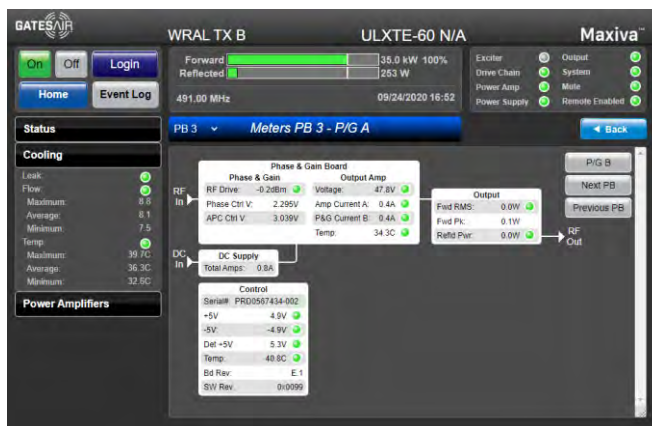 GATESAIR
WRAL TX B
ULXTE-60 N/A
Maxiva™
On
Off
Login
Home
Event Log
Forward
35.0 kW 100%
Reflected
253 W
491.00 MHz
09/24/2020 16:52
Exciter
Output
Drive Chain
System
Power Amp
Mute
Power Supply
Remote Enabled
Status
PB 3
Meters PB 3 - P/G A
Back
Cooling
Leak:
Flow:
Maximum: 8.8
Average: 8.1
Minimum: 7.5
Temp:
Maximum: 39.7C
Average: 36.3C
Minimum: 32.6C
Power Amplifiers
P/G B
Next PB
Previous PB
RF
In
Phase & Gain Board
Phase & Gain
Output Amp
RF Drive: -0.2dBm
Voltage: 47.8V
Phase Ctrl V: 2.295V
Amp Current A: 0.4A
APC Ctrl V: 3.039V
P&G Current B: 0.4A
Temp: 34.3C
Output
Fwd RMS: 0.0W
Fwd Pk: 0.1W
Refld Pwr: 0.0W
RF
Out
DC
In
DC Supply
Total Amps: 0.8A
Control
Serial#: PRD0567434-002
+5V 4.9V
-5V: -4.9V
Det +5V 5.3V
Temp: 40.8C
Bd Rev: E.1
SW Rev: 0x0099